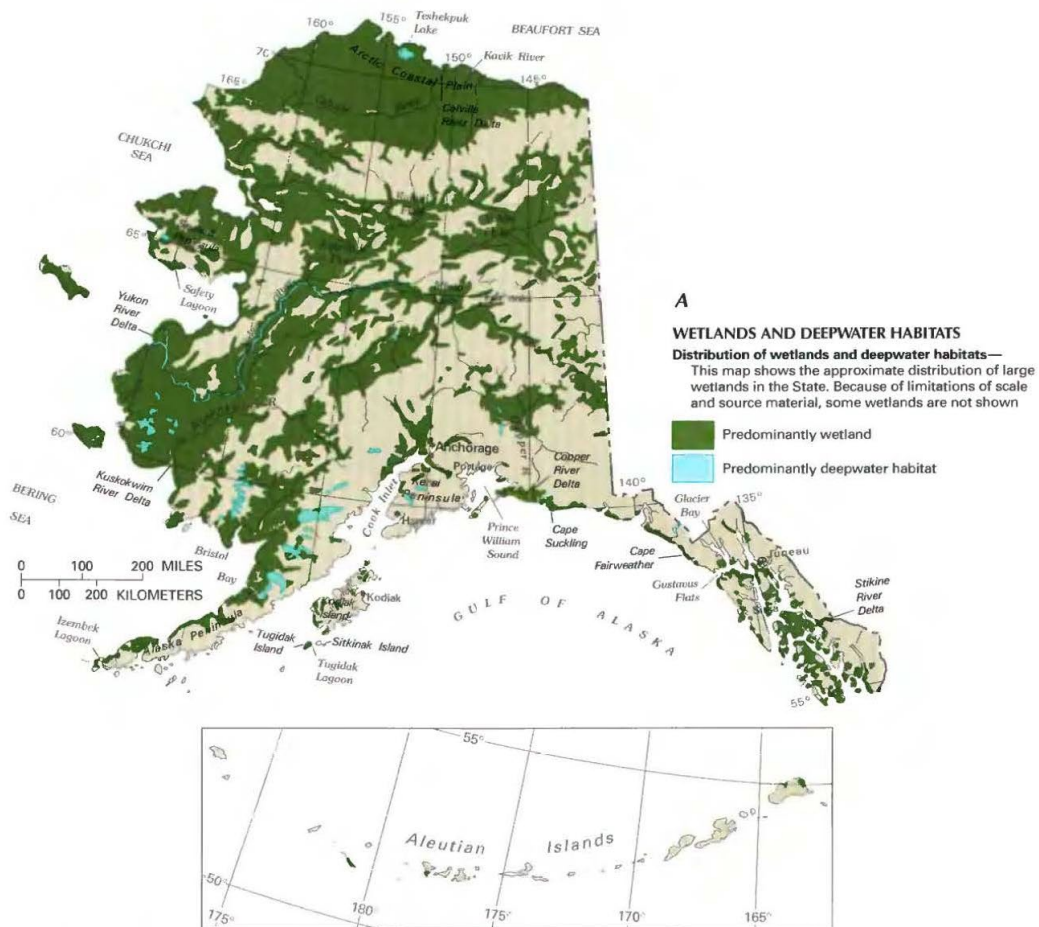 160°
155°
Teshekpuk
Lake
BEAUFORT SEA
70°
Arctic Coastal Plain
150°
Kavik River
145°
165°
Colville
River Delta
CHUKCHI
SEA
65°
Safety
Lagoon
Yukon
River
Delta
60°
Kuskokwim
River Delta
BERING
SEA
Bristol
Bay
Anchorage
Portage
Kenai
Peninsula
Homer
Cook Inlet
Copper
River
Delta
Prince
William
Sound
Cape
Suckling
140°
Glacier
Bay
135°
Cape
Fairweather
Gustavus
Flats
Juneau
Sitka
Stikine
River
Delta
55°
0 100 200 MILES
0 100 200 KILOMETERS
Izembek
Lagoon
Alaska Peninsula
Kodiak
Island
Kodiak
Tugidak
Island
Sitkinak Island
Tugidak
Lagoon
GULF OF ALASKA
A
WETLANDS AND DEEPWATER HABITATS
Distribution of wetlands and deepwater habitats—
This map shows the approximate distribution of large
wetlands in the State. Because of limitations of scale
and source material, some wetlands are not shown
Predominantly wetland
Predominantly deepwater habitat
55°
Aleutian Islands
50°
175°
180°
175°
170°
165°